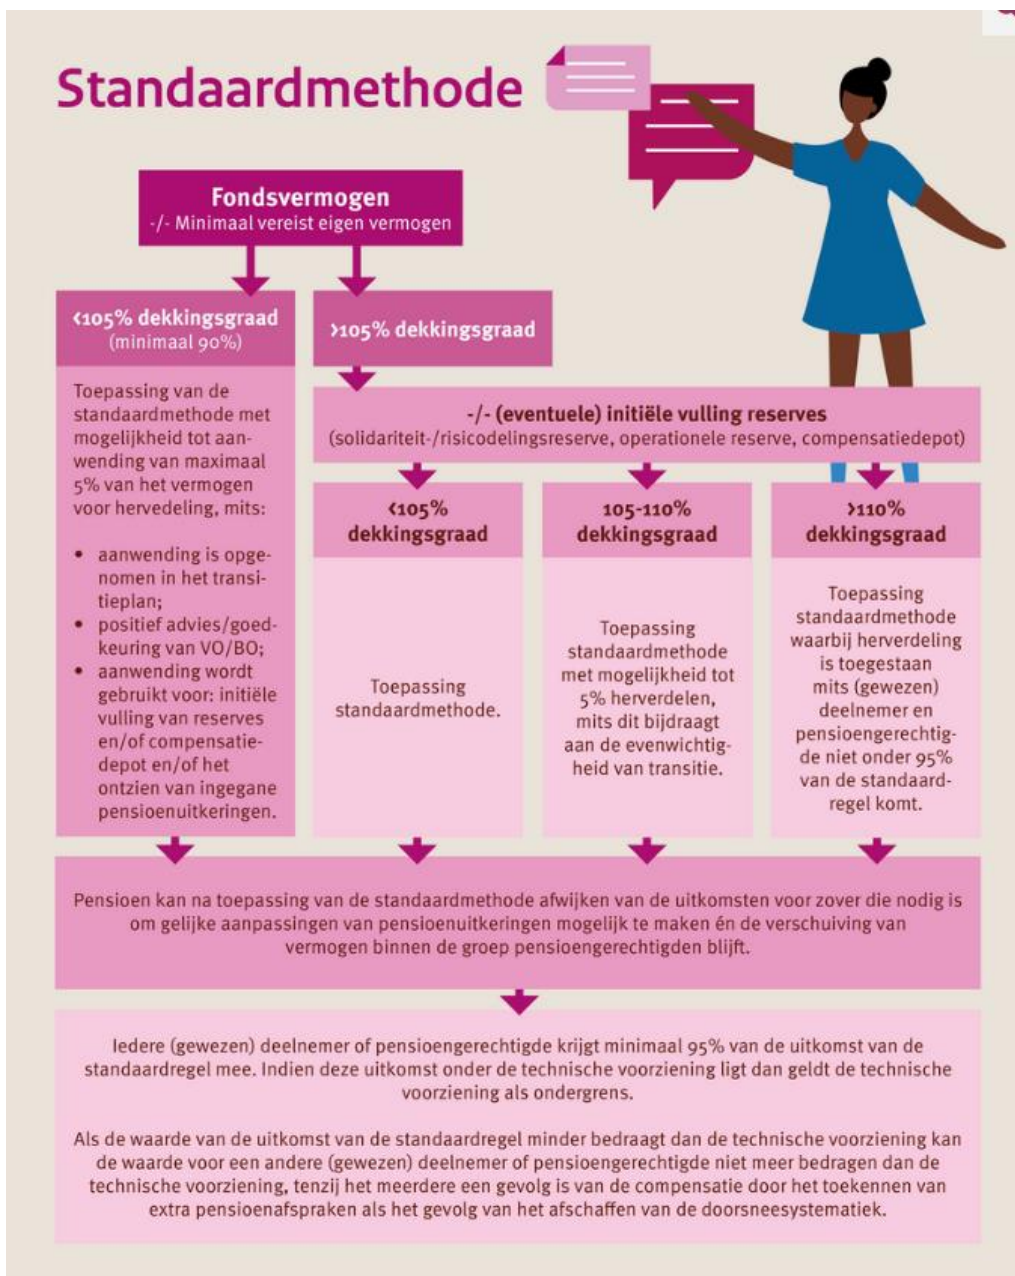 Standaardmethode
Fondsvermogen
-/- Minimaal vereist eigen vermogen
<105% dekkingsgraad
(minimaal 90%)
>105% dekkingsgraad
Toepassing van de
standaardmethode met
mogelijkheid tot aan-
wending van maximaal
5% van het vermogen
voor hervedeling, mits:
• aanwending is opge-
nomen in het transi-
tieplan;
• positief advies/goed-
keuring van VO/BO;
• aanwending wordt
gebruikt voor: initiële
vulling van reserves
en/of compensatie-
depot en/of het
ontzien van ingegane
pensioenuitkeringen.
-/- (eventuele) initiële vulling reserves
(solidariteit-/risicodelingsreserve, operationele reserve, compensatiedepot)
<105%
dekkingsgraad
Toepassing
standaardmethode.
105-110%
dekkingsgraad
Toepassing
standaardmethode
met mogelijkheid tot
5% herverdelen,
mits dit bijdraagt
aan de evenwichtig-
heid van transitie.
>110%
dekkingsgraad
Toepassing
standaardmethode
waarbij herverdeling
is toegestaan
mits (gewezen)
deelnemer en
pensioengerechtig-
de niet onder 95%
van de standaard-
regel komt.
Pensioen kan na toepassing van de standaardmethode afwijken van de uitkomsten voor zover die nodig is
om gelijke aanpassingen van pensioenuitkeringen mogelijk te maken én de verschuiving van
vermogen binnen de groep pensioengerechtigden blijft.
Iedere (gewezen) deelnemer of pensioengerechtigde krijgt minimaal 95% van de uitkomst van de
standaardregel mee. Indien deze uitkomst onder de technische voorziening ligt dan geldt de technische
voorziening als ondergrens.
Als de waarde van de uitkomst van de standaardregel minder bedraagt dan de technische voorziening kan
de waarde voor een andere (gewezen) deelnemer of pensioengerechtigde niet meer bedragen dan de
technische voorziening, tenzij het meerdere een gevolg is van de compensatie door het toekennen van
extra pensioenafspraken als het gevolg van het afschaffen van de doorsneesystematiek.